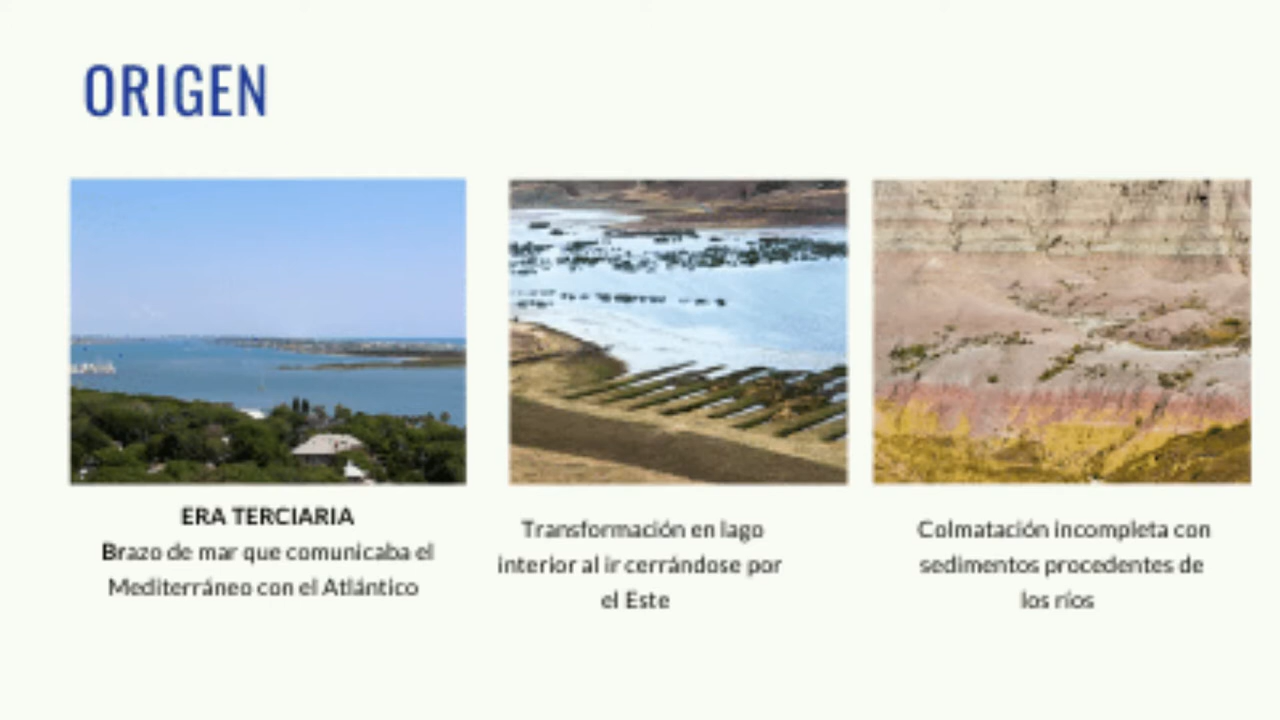 ORIGEN
ERA TERCIARIA
Brazo de mar que comunicaba el
Mediterráneo con el Atlántico
Transformación en lago
interior al ir cerrándose por
el Este
Colmatación incompleta con
sedimentos procedentes de
los ríos